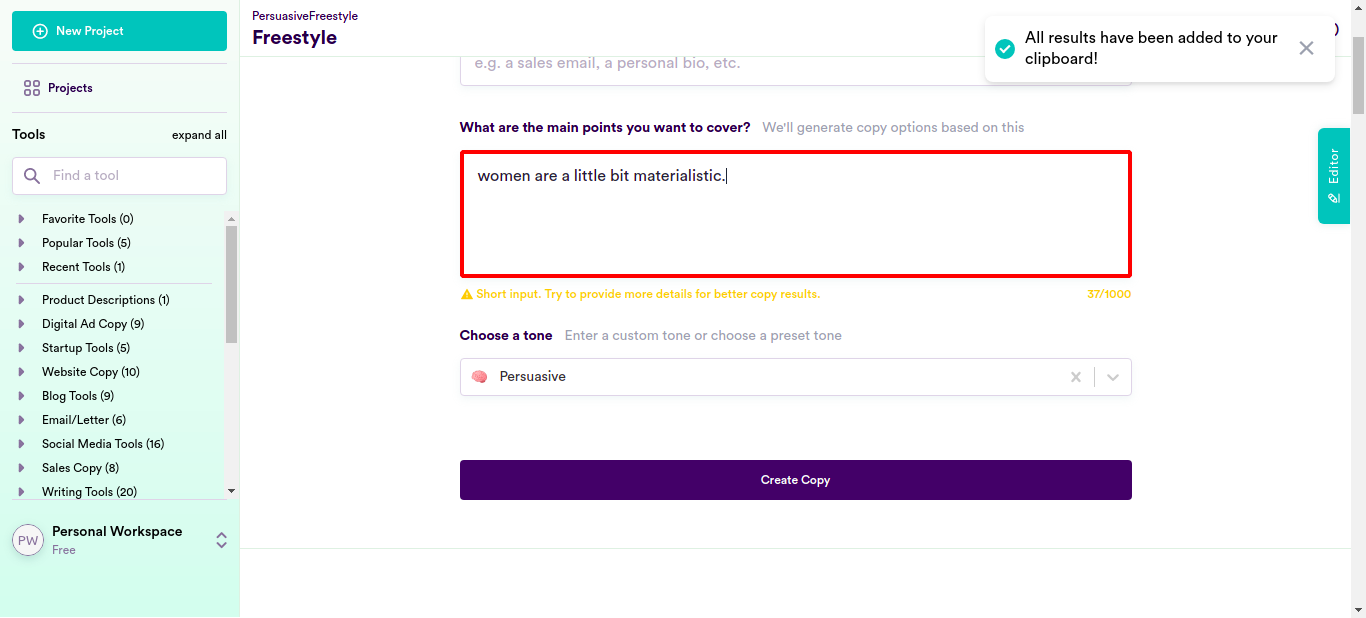 New Project
Projects
Tools
expand all
Find a tool
Favorite Tools (0)
Popular Tools (5)
Recent Tools (1)
Product Descriptions (1)
Digital Ad Copy (9)
Startup Tools (5)
Website Copy (10)
Blog Tools (9)
Email/Letter (6)
Social Media Tools (16)
Sales Copy (8)
Writing Tools (20)
PW
Personal Workspace
Free
PersuasiveFreestyle
Freestyle
All results have been added to your
clipboard!
e.g. a sales email, a personal bio, etc.
What are the main points you want to cover? We'll generate copy options based on this
women are a little bit materialistic.
Short input. Try to provide more details for better copy results.
37/1000
Choose a tone Enter a custom tone or choose a preset tone
Persuasive
Create Copy
Editor